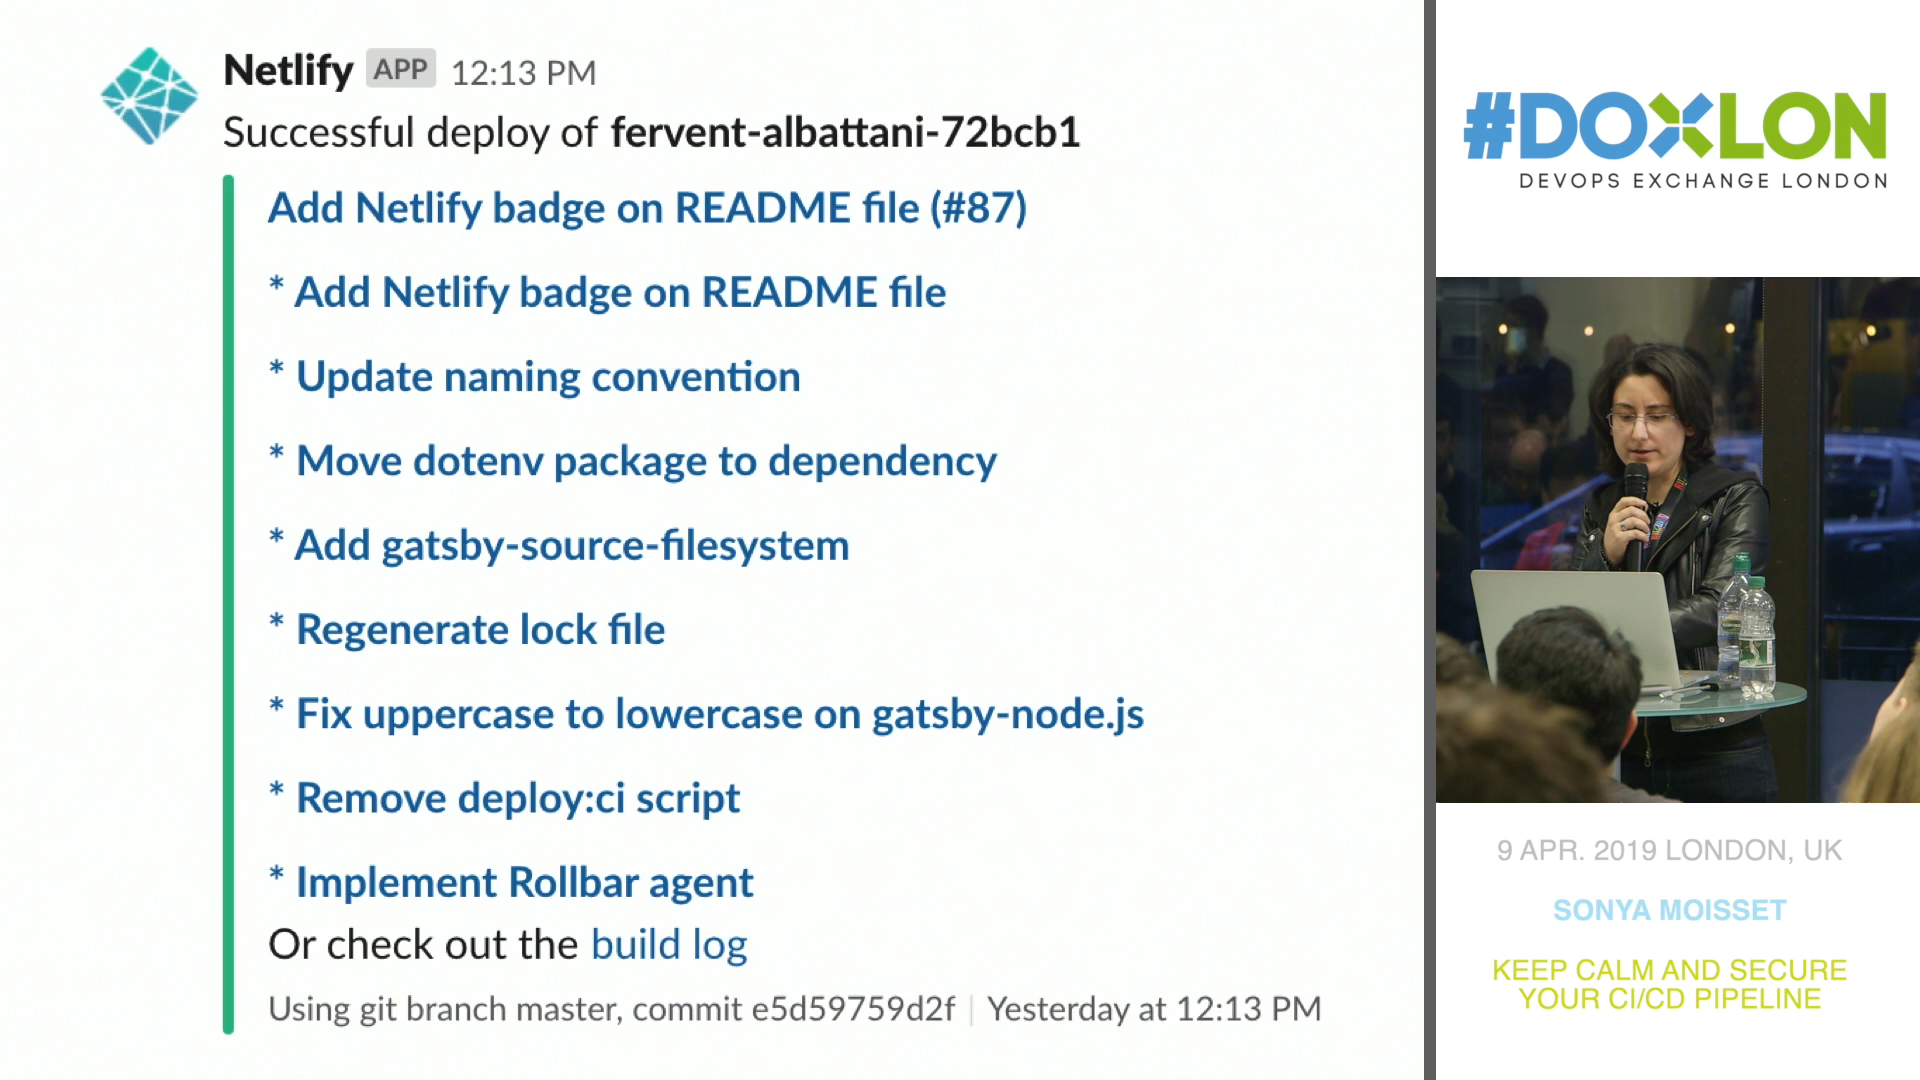 Netlify APP 12:13 PM
Successful deploy of fervent-albattani-72bcb1
Add Netlify badge on README file (#87)
* Add Netlify badge on README file
* Update naming convention
* Move dotenv package to dependency
* Add gatsby-source-filesystem
* Regenerate lock file
* Fix uppercase to lowercase on gatsby-node.js
* Remove deploy:ci script
* Implement Rollbar agent
Or check out the build log
Using git branch master, commit e5d59759d2f | Yesterday at 12:13 PM
#DOXLON
DEVOPS EXCHANGE LONDON
9 APR. 2019 LONDON, UK
SONYA MOISSET
KEEP CALM AND SECURE
YOUR CI/CD PIPELINE